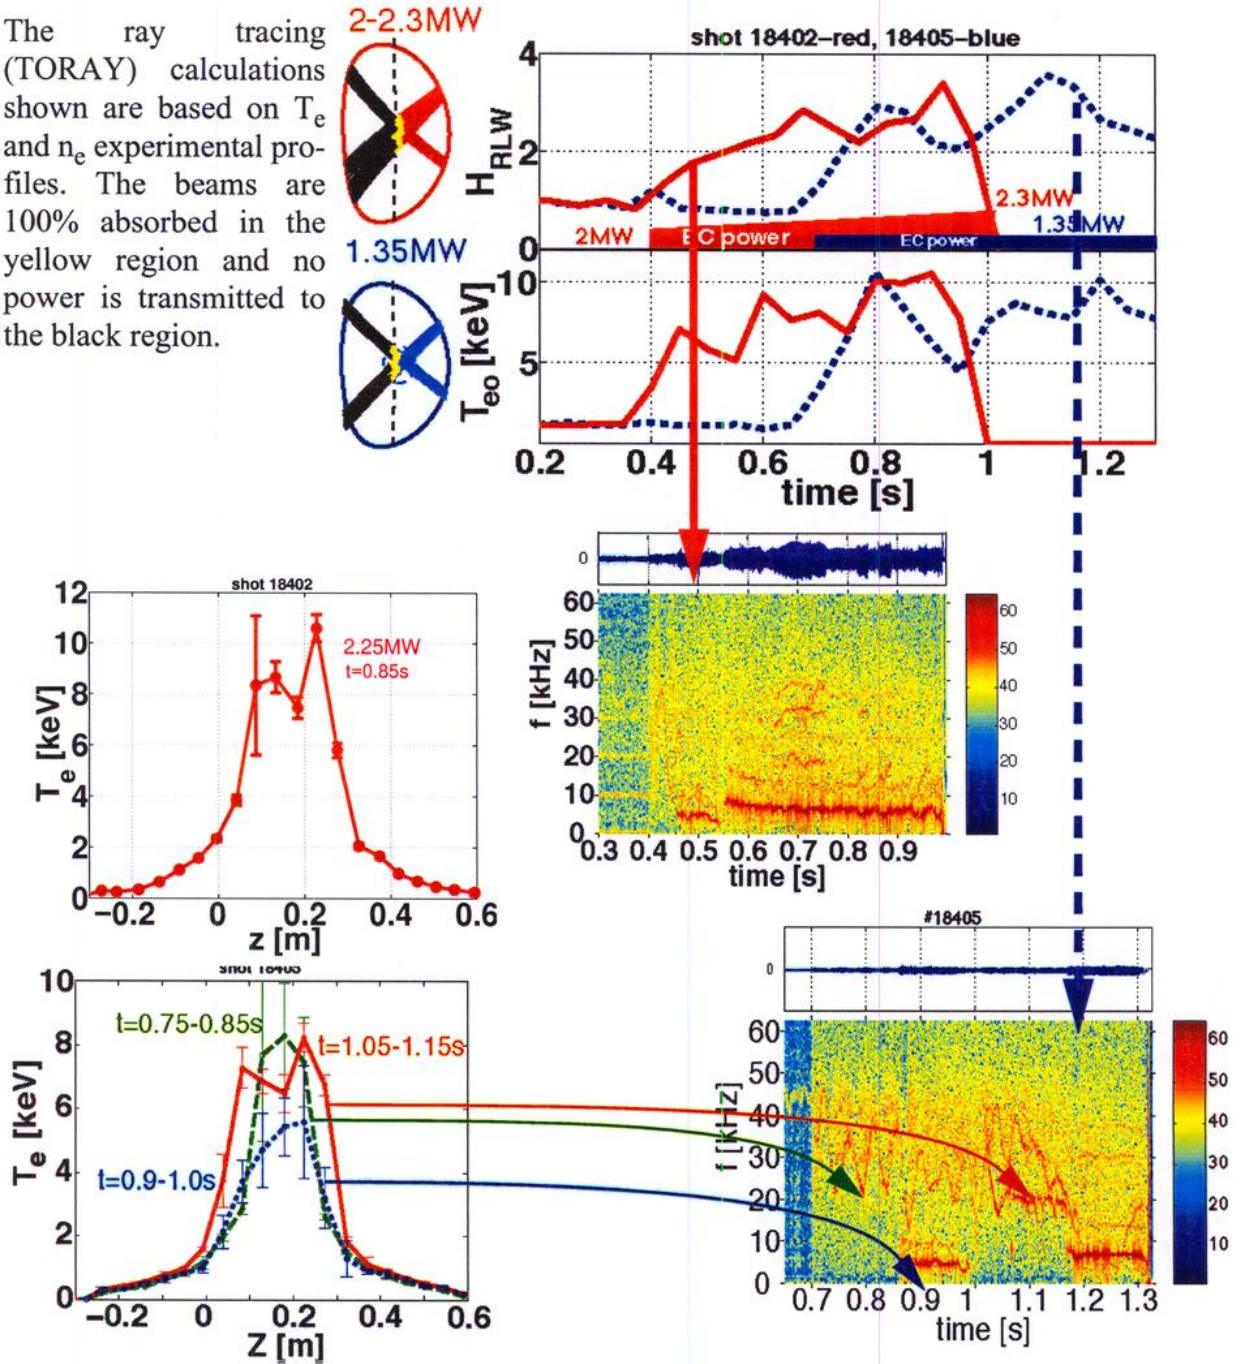 The ray tracing
(TORAY) calculations
shown are based on Te
and ne experimental pro-
files. The beams are
100% absorbed in the
yellow region and no
power is transmitted to
the black region.
2-2.3MW
1.35MW
shot 18402-red, 18405-blue
HRLW
4
2
0
2MW
EC power
2.3MW
EC power
1.35MW
Teo [keV]
10
5
0.2 0.4 0.6 0.8 1 1.2
time [s]
shot 18402
Te [keV]
12
10
8
6
4
2
0
2.25MW
t=0.85s
-0.2 0 0.2 0.4 0.6
z [m]
0
f [kHz]
60
50
40
30
20
10
0
0.3 0.4 0.5 0.6 0.7 0.8 0.9
time [s]
60
50
40
30
20
10
shot 18405
Te [keV]
10
8
6
4
2
0
t=0.75-0.85s
t=1.05-1.15s
t=0.9-1.0s
-0.2 0 0.2 0.4 0.6
Z [m]
#18405
0
f [kHz]
60
50
40
30
20
10
0
0.7 0.8 0.9 1 1.1 1.2 1.3
time [s]
60
50
40
30
20
10